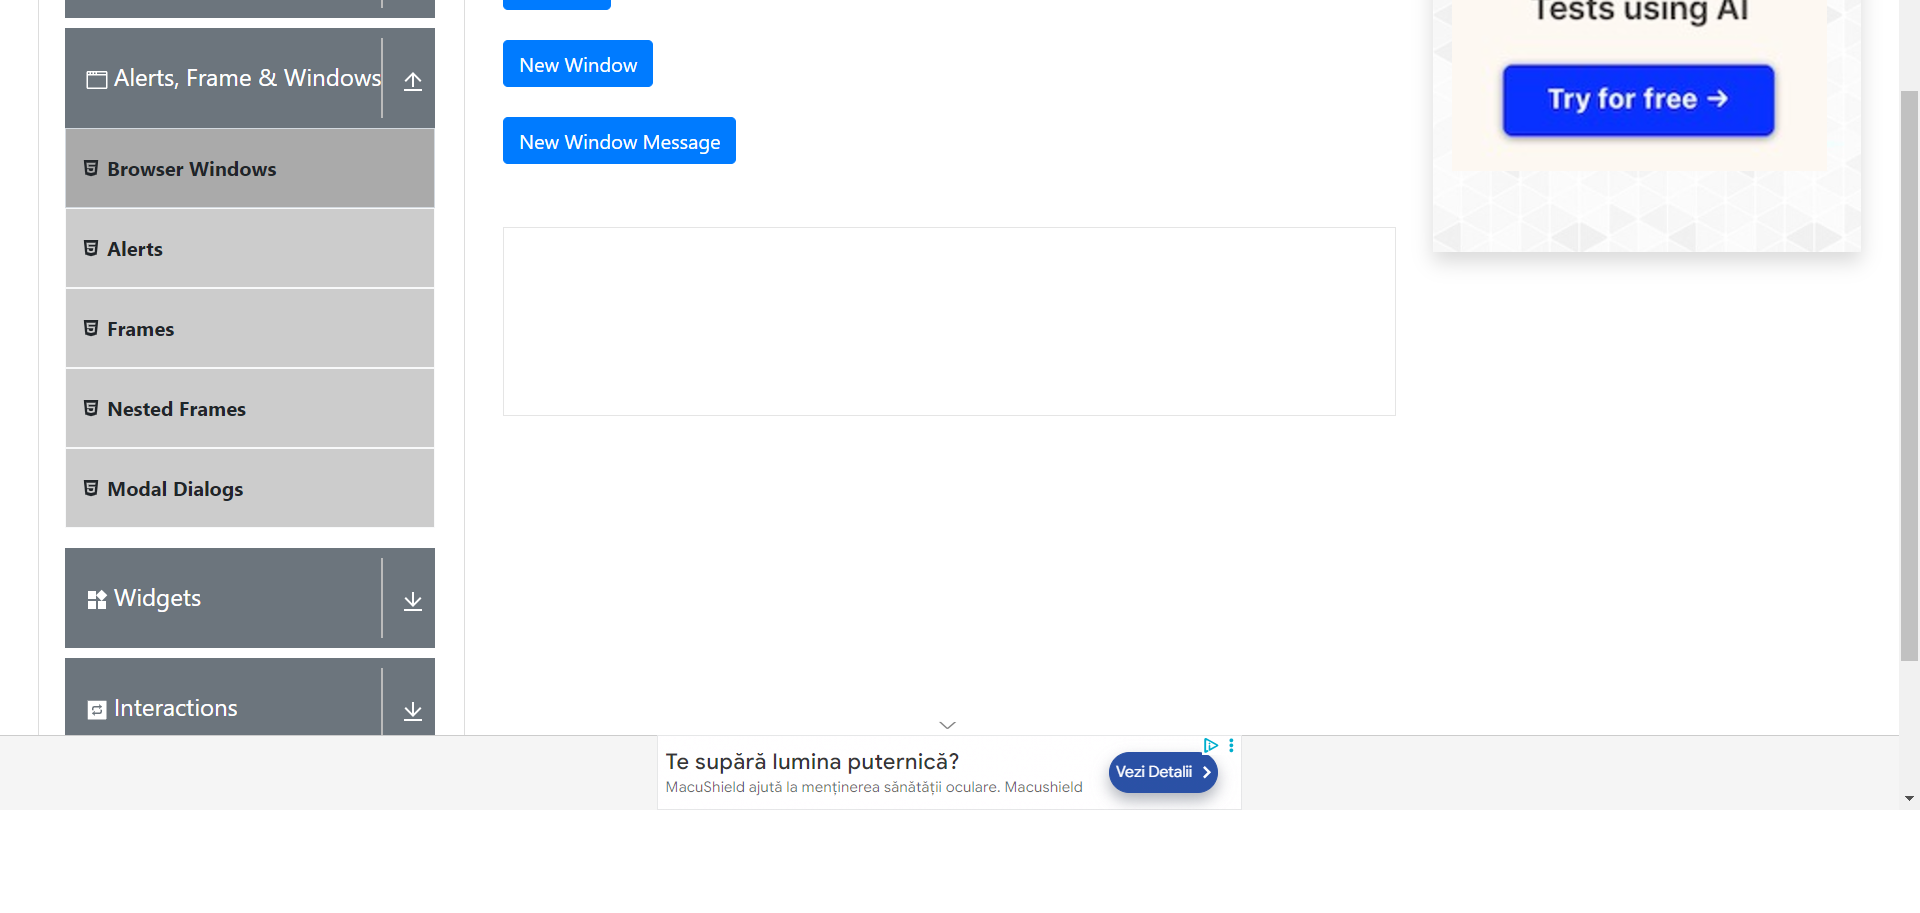 Alerts, Frame & Windows
Browser Windows
Alerts
Frames
Nested Frames
Modal Dialogs
Widgets
Interactions
New Window
New Window Message
Tests using AI
Try for free →
Te supără lumina puternică?
MacuShield ajută la menținerea sănătății oculare. Macushield
Vezi Detalii